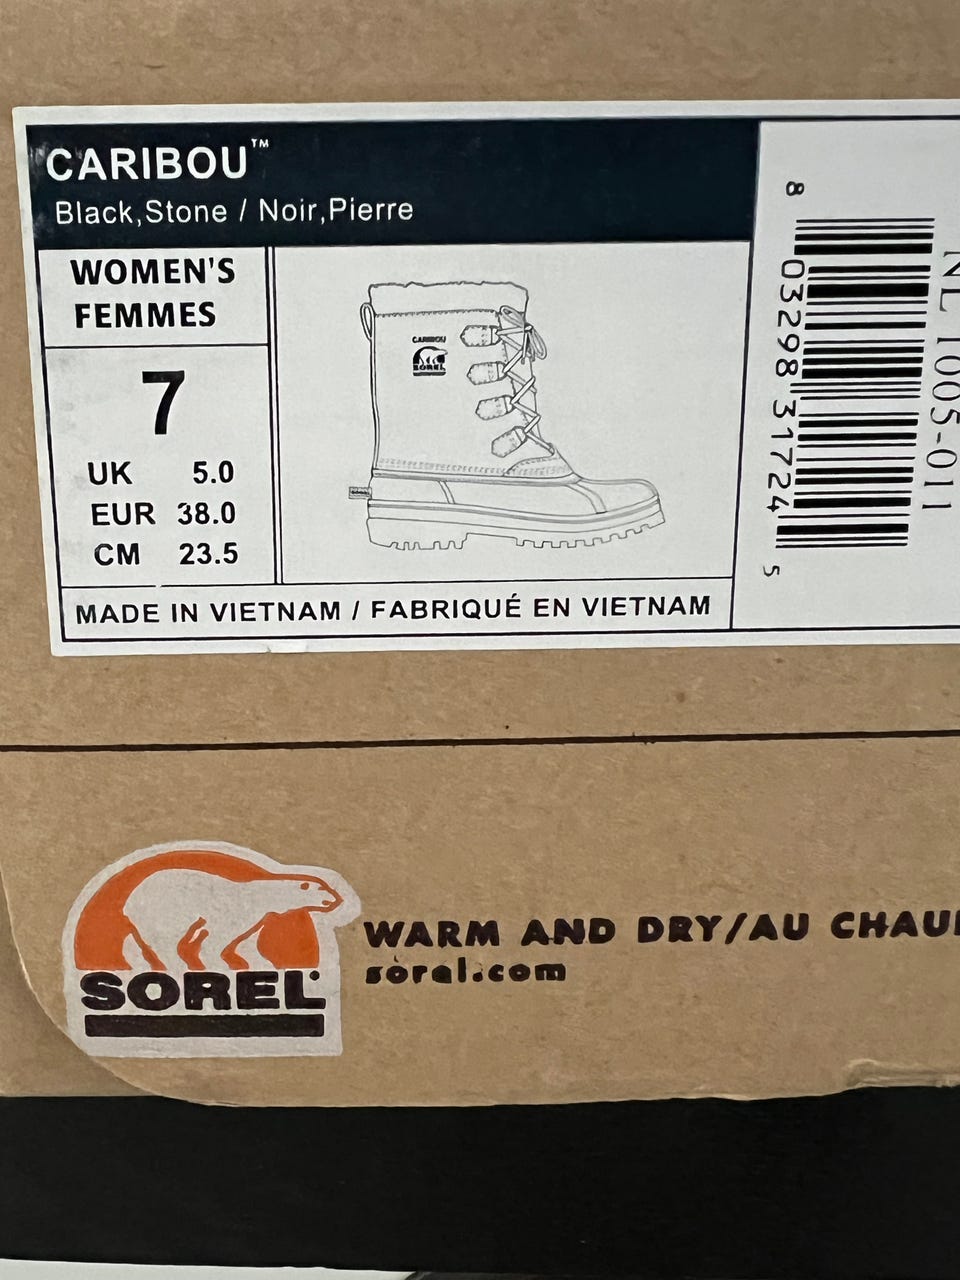 CARIBOU™
Black,Stone / Noir,Pierre
WOMEN'S
FEMMES
7
UK 5.0
EUR 38.0
CM 23.5
CARIBOU
SOREL
MADE IN VIETNAM / FABRIQUÉ EN VIETNAM
8 03298 31724 5
NL 1005-011
SOREL
WARM AND DRY/AU CHAU
sorel.com